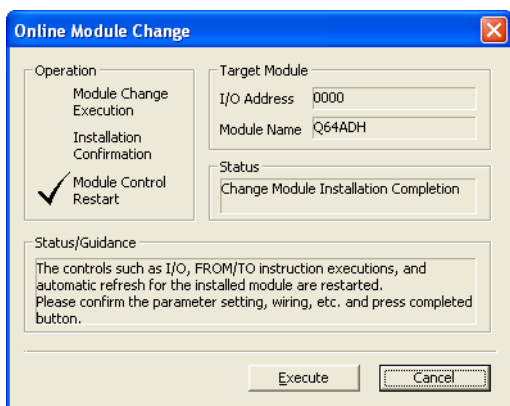 Online Module Change
Operation
Module Change
Execution
Installation
Confirmation
Module Control
Restart
Target Module
I/O Address 0000
Module Name Q64ADH
Status
Change Module Installation Completion
Status/Guidance
The controls such as I/O, FROM/TO instruction executions, and
automatic refresh for the installed module are restarted.
Please confirm the parameter setting, wiring, etc. and press completed
button.
Execute Cancel